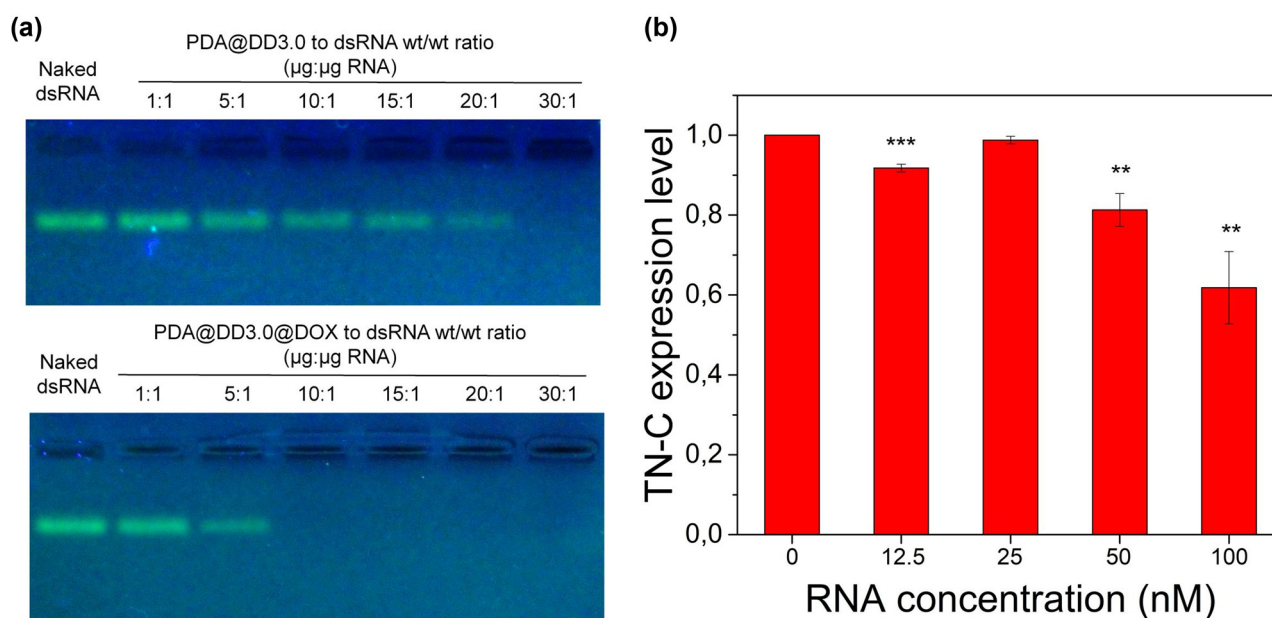 (a)
PDA@DD3.0 to dsRNA wt/wt ratio
(µg:µg RNA)
Naked
dsRNA
1:1 5:1 10:1 15:1 20:1 30:1
PDA@DD3.0@DOX to dsRNA wt/wt ratio
(µg:µg RNA)
Naked
dsRNA
1:1 5:1 10:1 15:1 20:1 30:1
(b)
TN-C expression level
1,0
0,8
0,6
0,4
0,2
0,0
***
**
**
0 12.5 25 50 100
RNA concentration (nM)